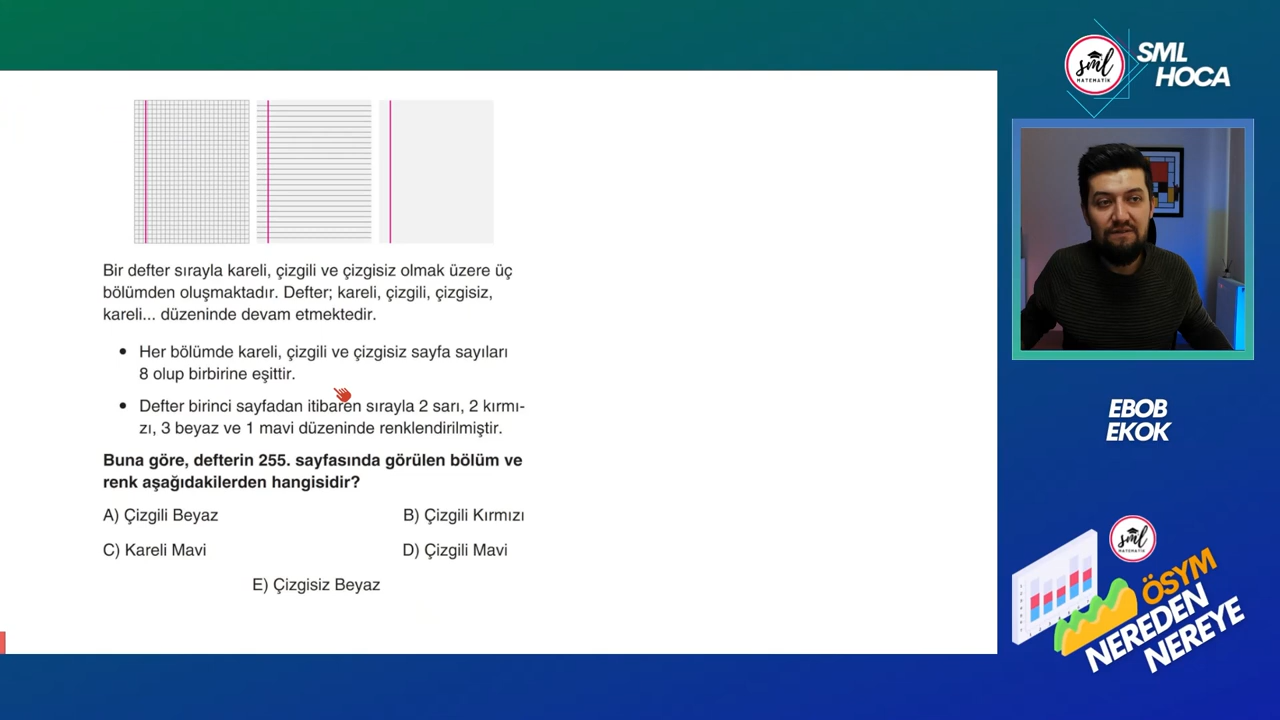 Bir defter sırayla kareli, çizgili ve çizgisiz olmak üzere üç
bölümden oluşmaktadır. Defter; kareli, çizgili, çizgisiz,
kareli... düzeninde devam etmektedir.
• Her bölümde kareli, çizgili ve çizgisiz sayfa sayıları
8 olup birbirine eşittir.
• Defter birinci sayfadan itibaren sırayla 2 sarı, 2 kırmı-
zı, 3 beyaz ve 1 mavi düzeninde renklendirilmiştir.
Buna göre, defterin 255. sayfasında görülen bölüm ve
renk aşağıdakilerden hangisidir?
A) Çizgili Beyaz
B) Çizgili Kırmızı
C) Kareli Mavi
D) Çizgili Mavi
E) Çizgisiz Beyaz
sml
MATEMATİK
SML
HOCA
EBOB
EKOK
sml
MATEMATİK
ÖSYM
NEREDEN
NEREYE